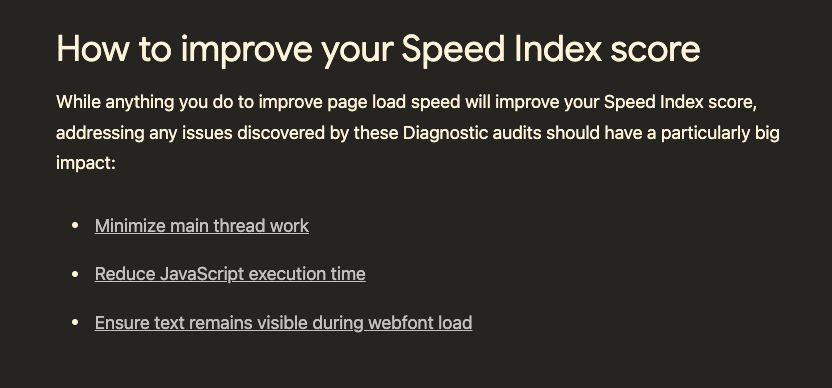 How to improve your Speed Index score
While anything you do to improve page load speed will improve your Speed Index score,
addressing any issues discovered by these Diagnostic audits should have a particularly big
impact:
• Minimize main thread work
• Reduce JavaScript execution time
• Ensure text remains visible during webfont load